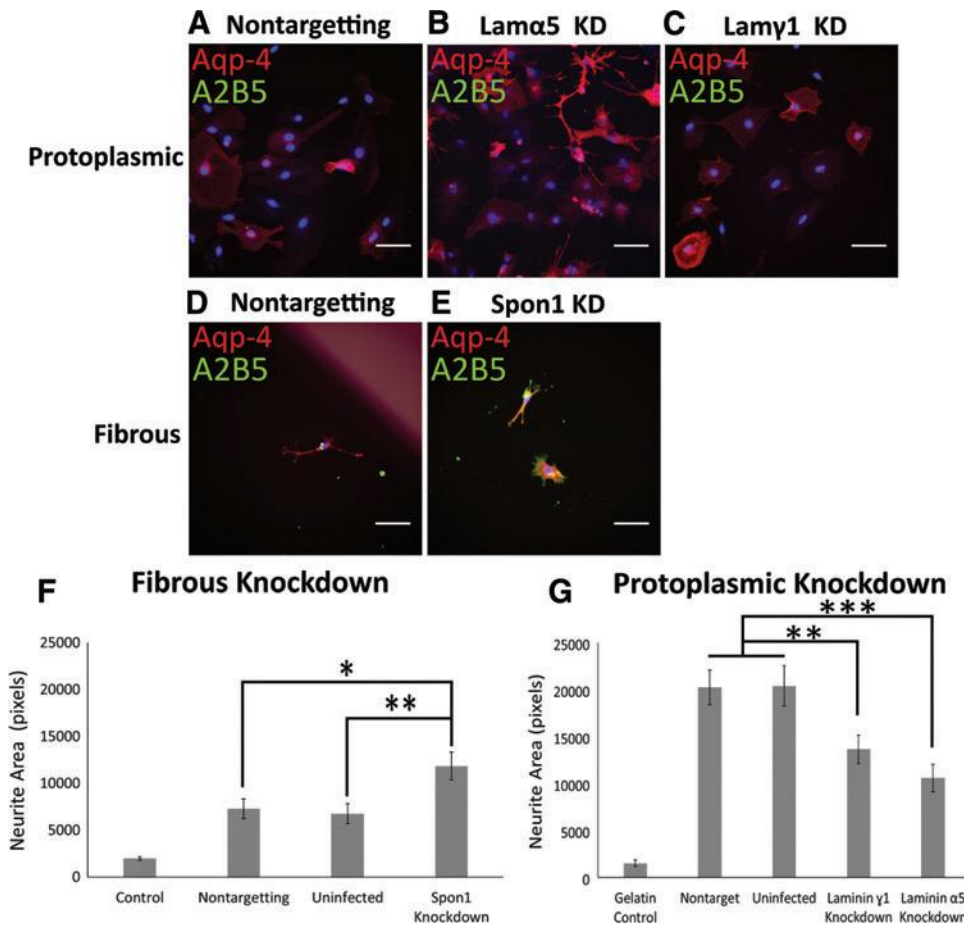 A Nontargetting
B Lamα5 KD
C Lamγ1 KD
Aqp-4
A2B5
Aqp-4
A2B5
Aqp-4
A2B5
Protoplasmic
D Nontargetting
E Spon1 KD
Aqp-4
A2B5
Aqp-4
A2B5
Fibrous
F Fibrous Knockdown
Neurite Area (pixels)
25000
20000
15000
10000
5000
0
*
**
Control
Nontargetting
Uninfected
Spon1
Knockdown
G Protoplasmic Knockdown
Neurite Area (pixels)
25000
20000
15000
10000
5000
0
***
**
Gelatin
Control
Nontarget
Uninfected
Laminin γ1
Knockdown
Laminin α5
Knockdown